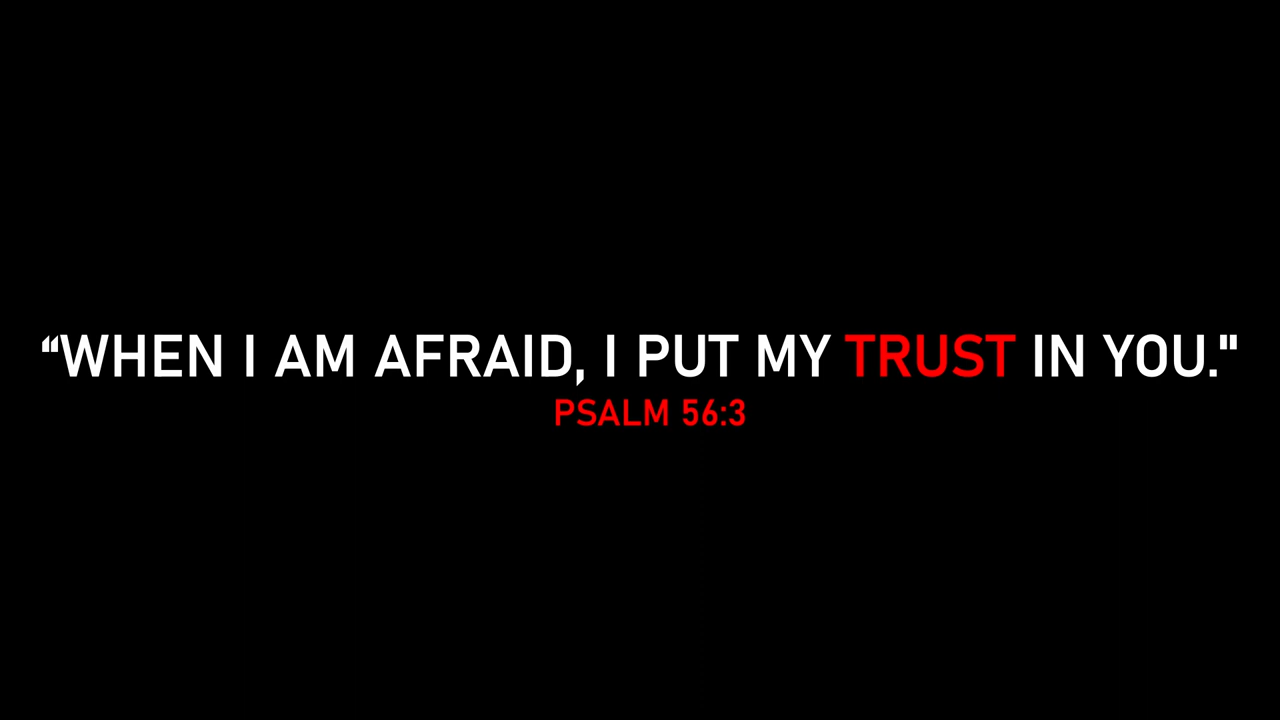 “WHEN I AM AFRAID, I PUT MY TRUST IN YOU."
PSALM 56:3